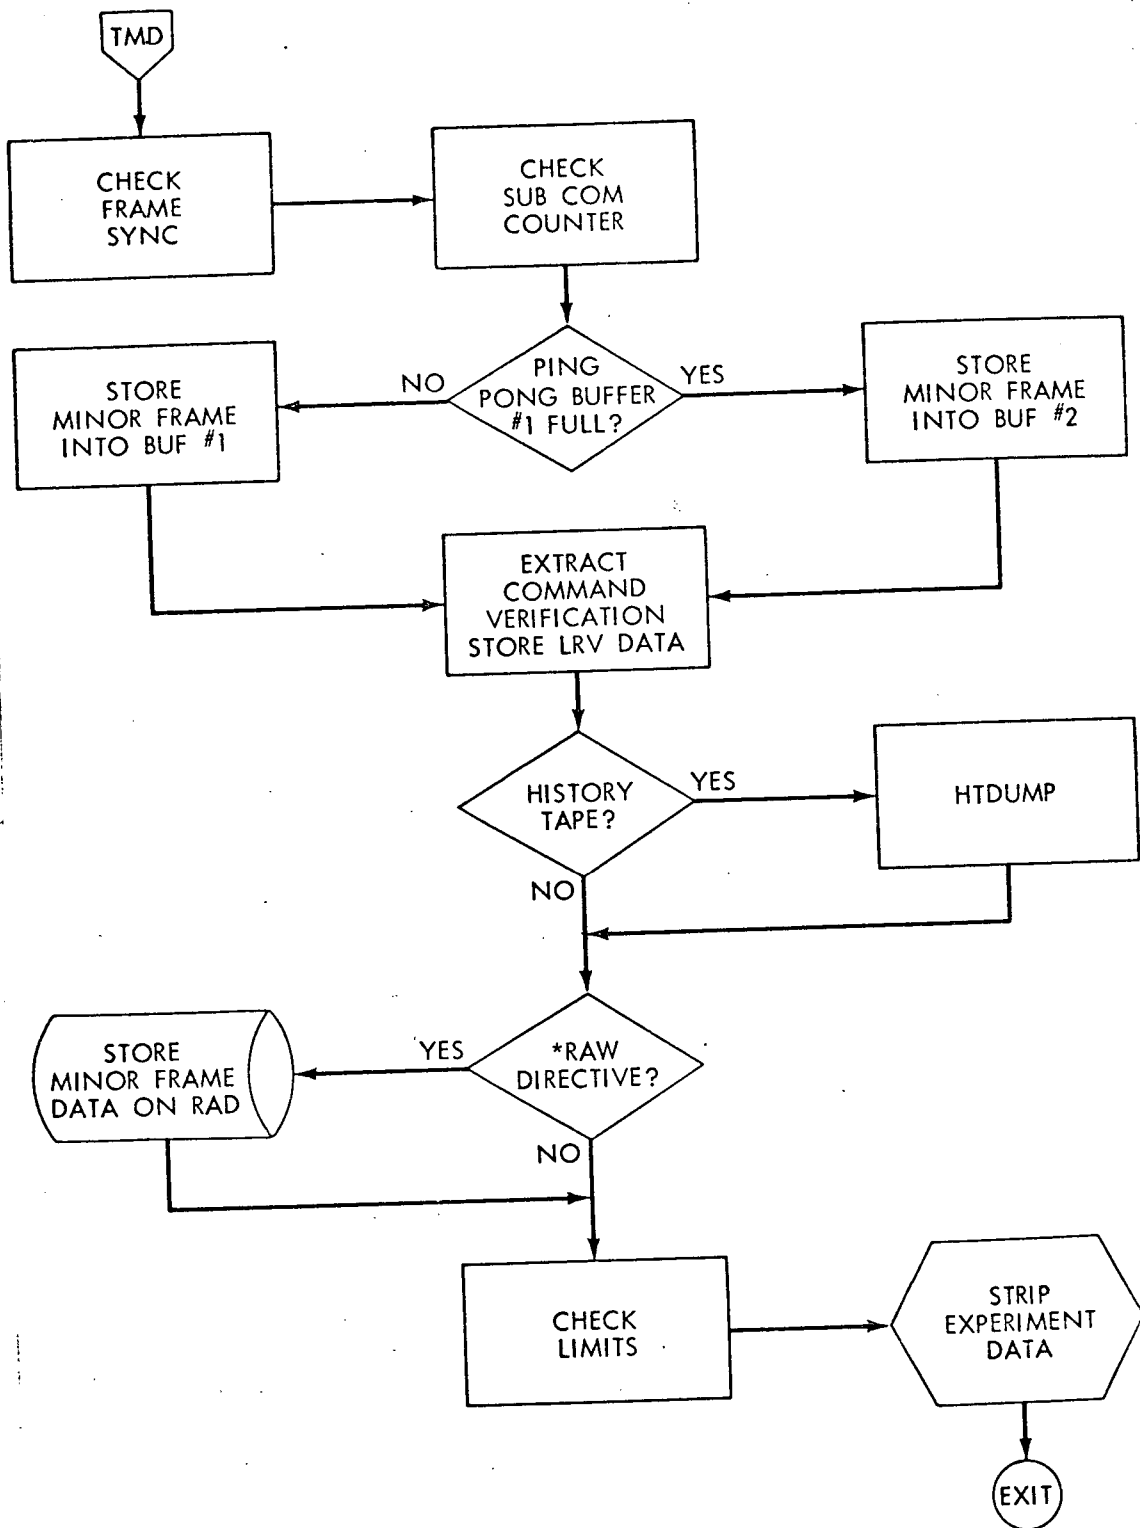 TMD
CHECK
FRAME
SYNC
CHECK
SUB COM
COUNTER
PING
PONG BUFFER
#1 FULL?
NO
YES
STORE
MINOR FRAME
INTO BUF #1
STORE
MINOR FRAME
INTO BUF #2
EXTRACT
COMMAND
VERIFICATION
STORE LRV DATA
HISTORY
TAPE?
YES
NO
HTDUMP
*RAW
DIRECTIVE?
YES
NO
STORE
MINOR FRAME
DATA ON RAD
CHECK
LIMITS
STRIP
EXPERIMENT
DATA
EXIT